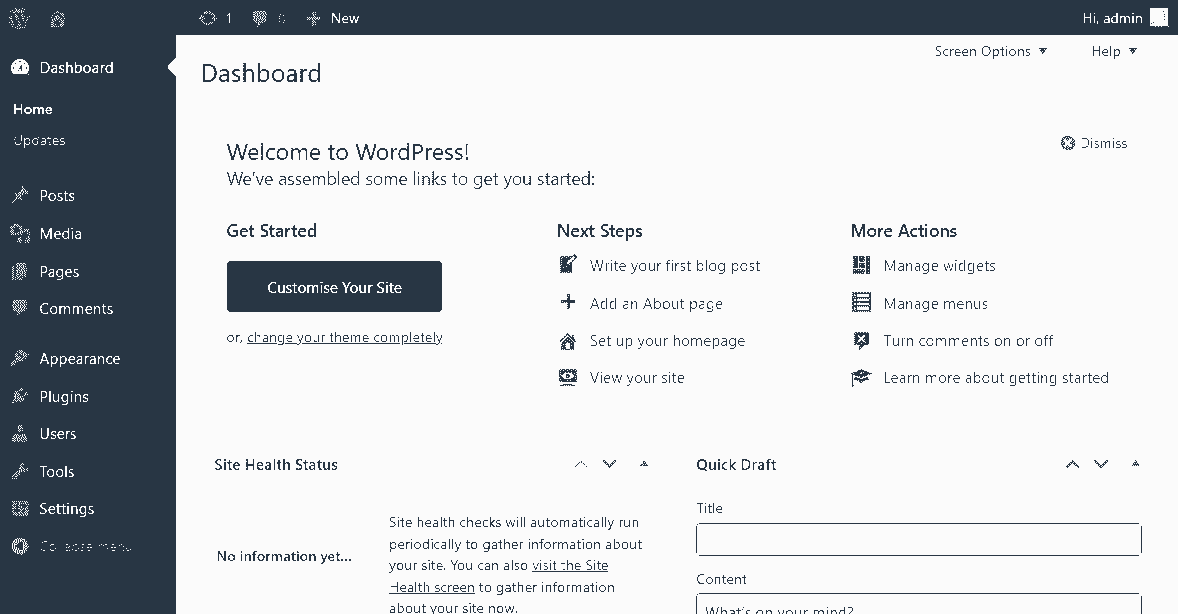 1 0 New Hi, admin
Screen Options Help
Dashboard
Home
Updates
Posts
Media
Pages
Comments
Appearance
Plugins
Users
Tools
Settings
Collapse menu
Dashboard
Welcome to WordPress!
We've assembled some links to get you started:
Dismiss
Get Started
Customise Your Site
or, change your theme completely
Next Steps
Write your first blog post
Add an About page
Set up your homepage
View your site
More Actions
Manage widgets
Manage menus
Turn comments on or off
Learn more about getting started
Site Health Status
No information yet...
Site health checks will automatically run
periodically to gather information about
your site. You can also visit the Site
Health screen to gather information
about your site now.
Quick Draft
Title
Content
What's on your mind?